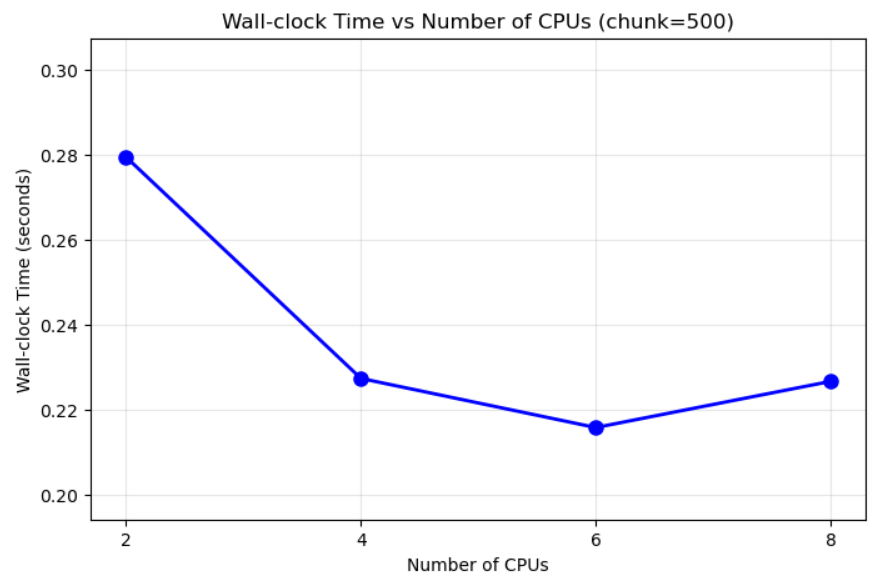 Wall-clock Time vs Number of CPUs (chunk=500)
0.30
0.28
0.26
0.24
0.22
0.20
Wall-clock Time (seconds)
2 4 6 8
Number of CPUs